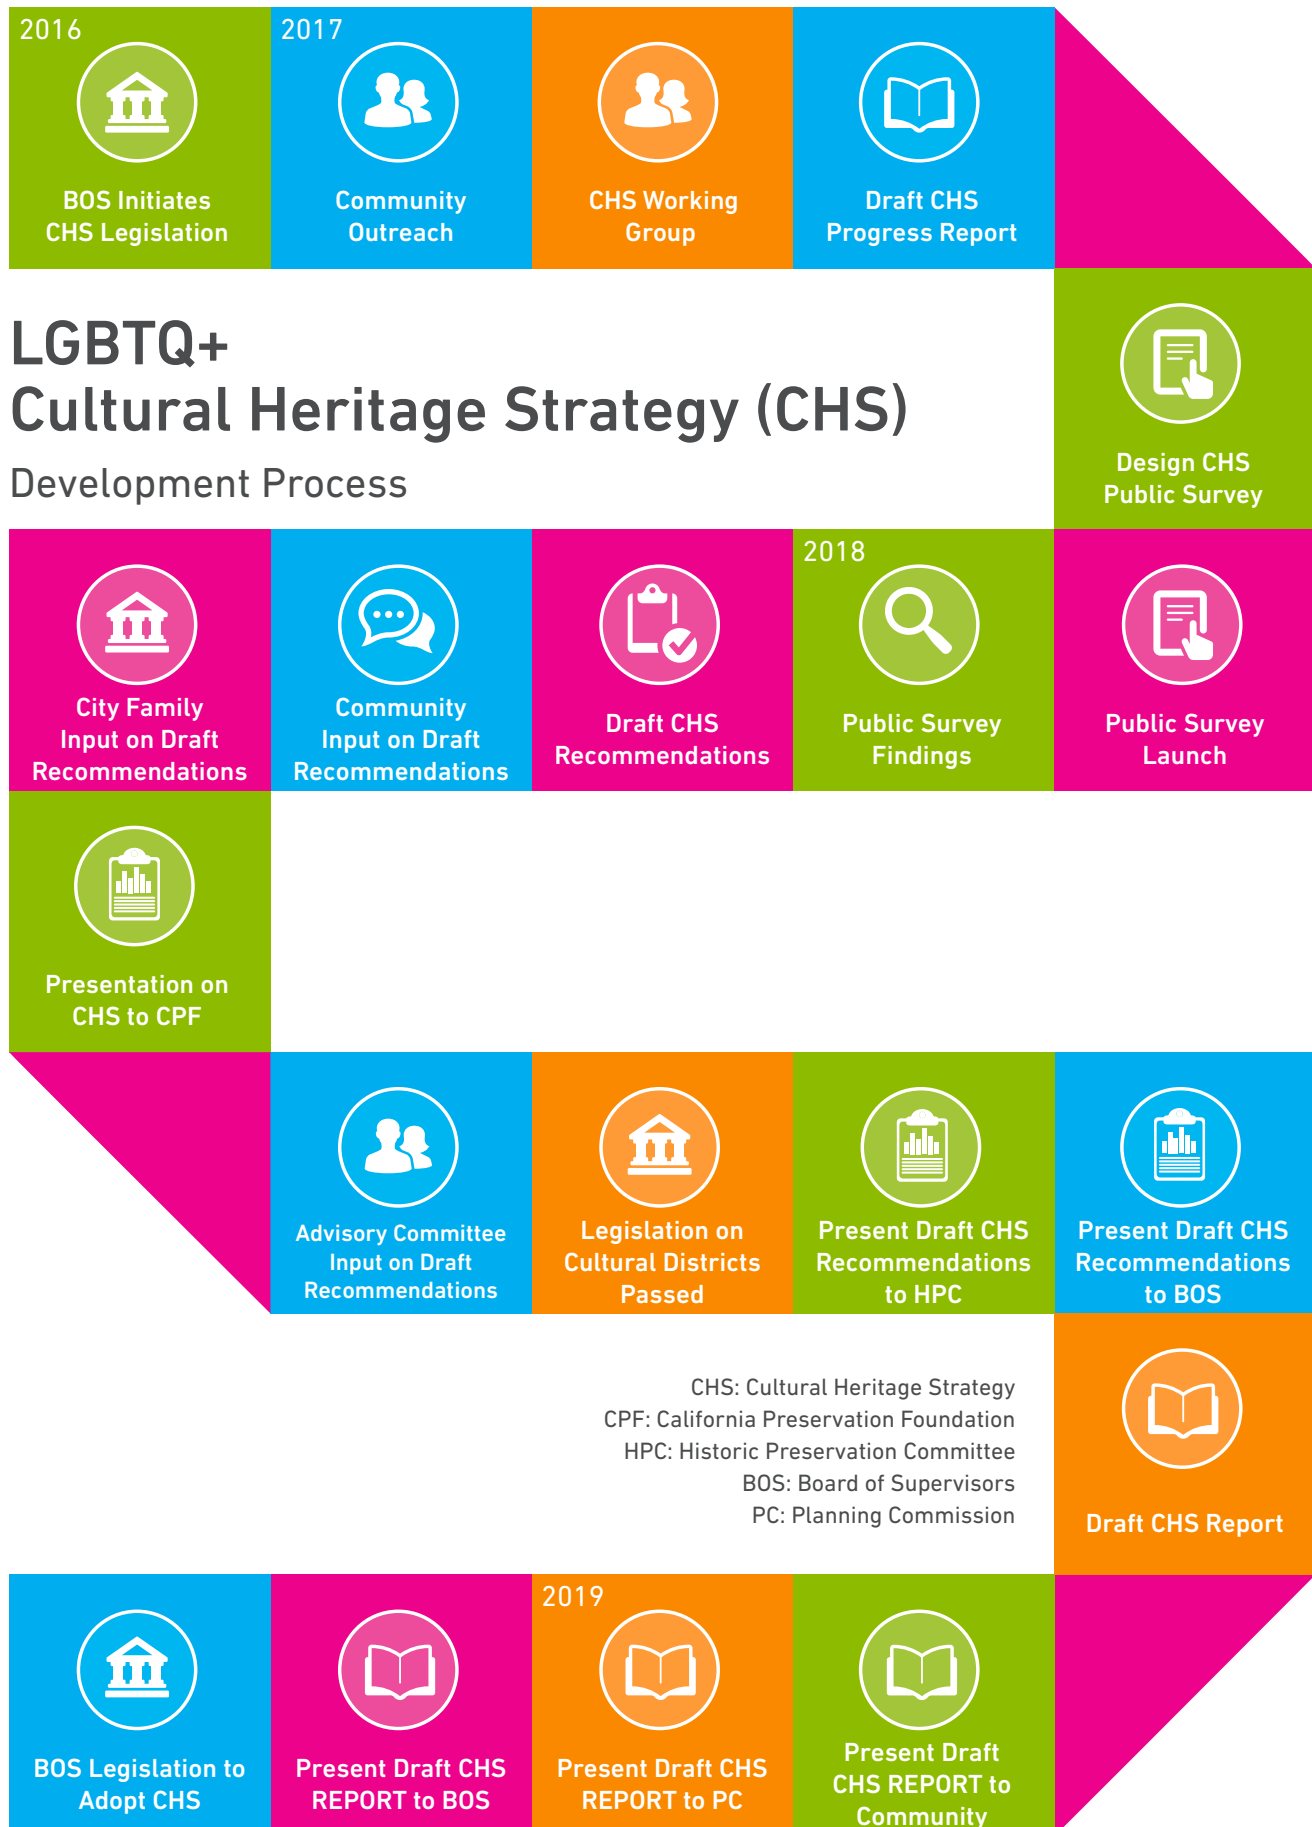 2016
BOS Initiates
CHS Legislation
2017
Community
Outreach
CHS Working
Group
Draft CHS
Progress Report
LGBTQ+
Cultural Heritage Strategy (CHS)
Development Process
Design CHS
Public Survey
City Family
Input on Draft
Recommendations
Community
Input on Draft
Recommendations
Draft CHS
Recommendations
2018
Public Survey
Findings
Public Survey
Launch
Presentation on
CHS to CPF
Advisory Committee
Input on Draft
Recommendations
Legislation on
Cultural Districts
Passed
Present Draft CHS
Recommendations
to HPC
Present Draft CHS
Recommendations
to BOS
CHS: Cultural Heritage Strategy
CPF: California Preservation Foundation
HPC: Historic Preservation Committee
BOS: Board of Supervisors
PC: Planning Commission
Draft CHS Report
BOS Legislation to
Adopt CHS
Present Draft CHS
REPORT to BOS
2019
Present Draft CHS
REPORT to PC
Present Draft
CHS REPORT to
Community